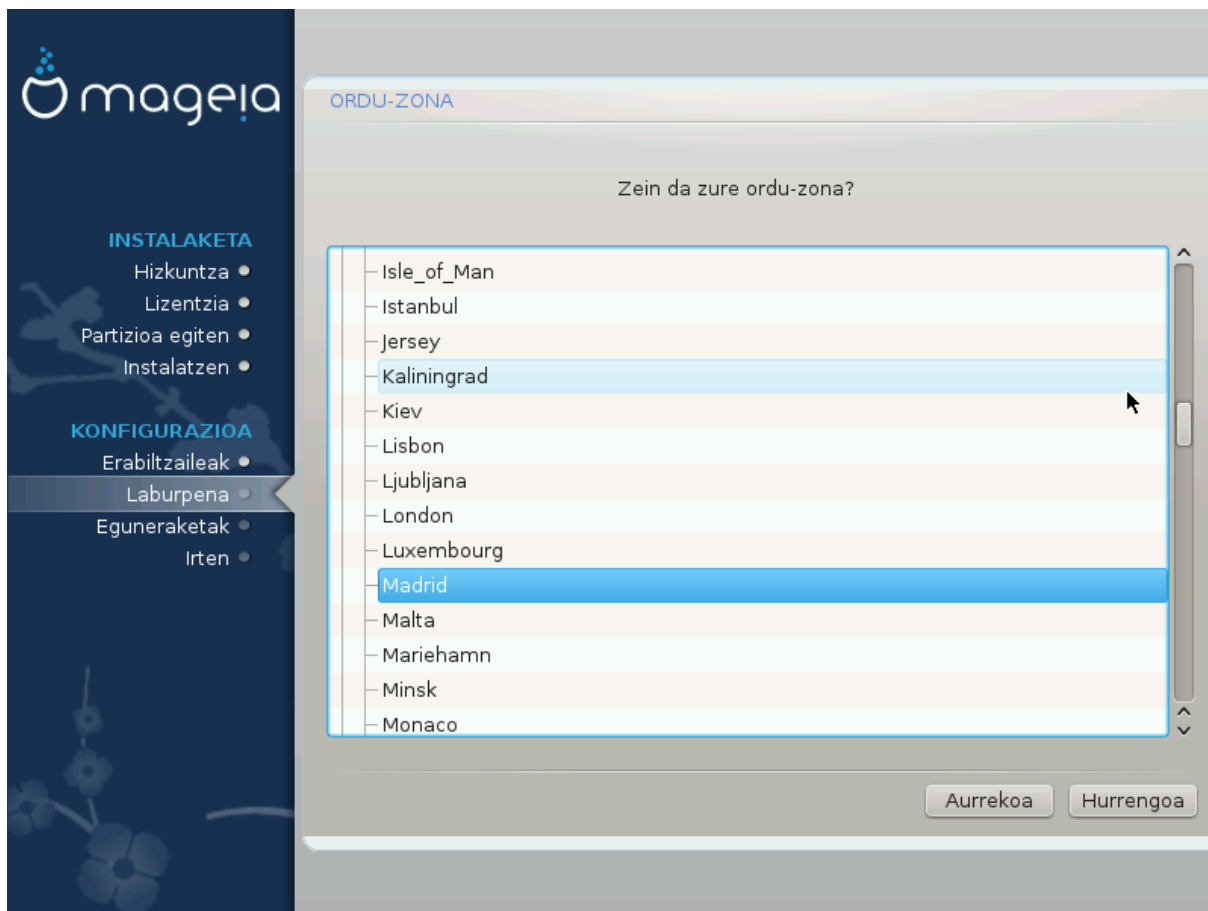 mageia
INSTALAKETA
Hizkuntza
Lizentzia
Partizioa egiten
Instalatzen
KONFIGURAZIOA
Erabiltzaileak
Laburpena
Eguneraketak
Irten
ORDU-ZONA
Zein da zure ordu-zona?
Isle_of_Man
Istanbul
Jersey
Kaliningrad
Kiev
Lisbon
Ljubljana
London
Luxembourg
Madrid
Malta
Mariehamn
Minsk
Monaco
Aurrekoa
Hurrengoa